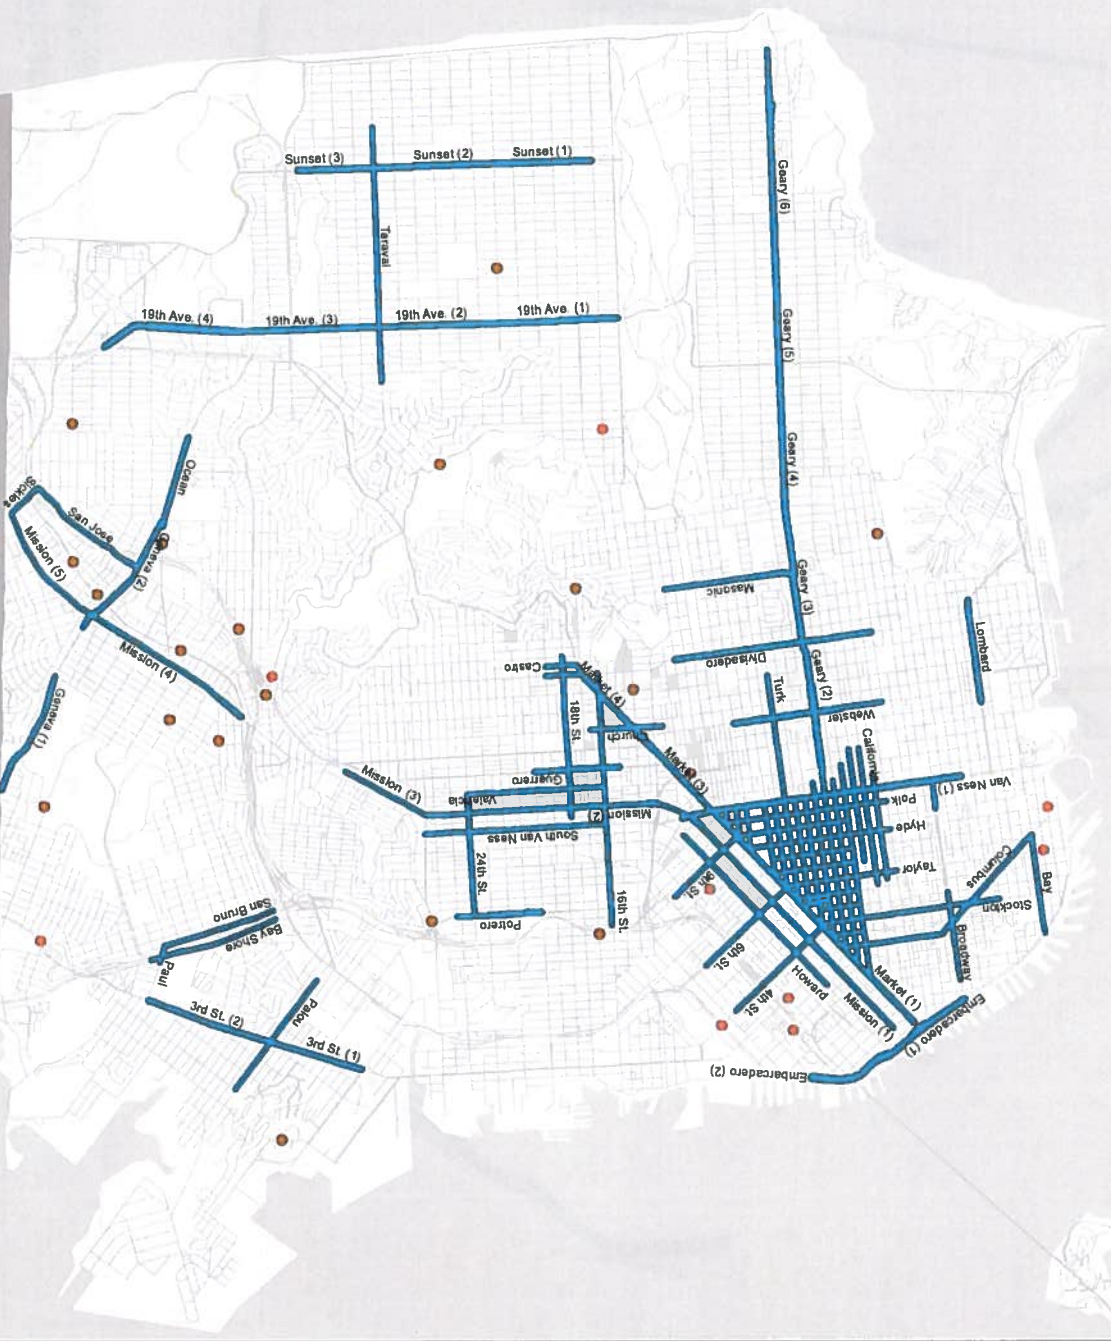 Sunset (3)
Sunset (2)
Sunset (1)
Taraval
Geary (6)
19th Ave. (4)
19th Ave. (3)
19th Ave. (2)
19th Ave. (1)
Geary (5)
Geary (4)
Ocean
Sickles
San Jose
Mission (5)
Geneva (2)
Geary (3)
Masonic
Lombard
Mission (4)
Castro
Market (4)
Divisadero
Geary (2)
Turk
Webster
Geneva (1)
18th St.
Church
California
Market (3)
Guerrero
Mission (3)
Valencia
Mission (2)
South Van Ness
Van Ness (1)
Polk
Hyde
Taylor
Columbus
Bay
24th St.
9th St.
Stockton
San Bruno
Bay Shore
Potrero
16th St.
Broadway
Paul
6th St.
Howard
4th St.
Market (1)
Mission (1)
Palou
3rd St. (2)
3rd St. (1)
Embarcadero (1)
Embarcadero (2)